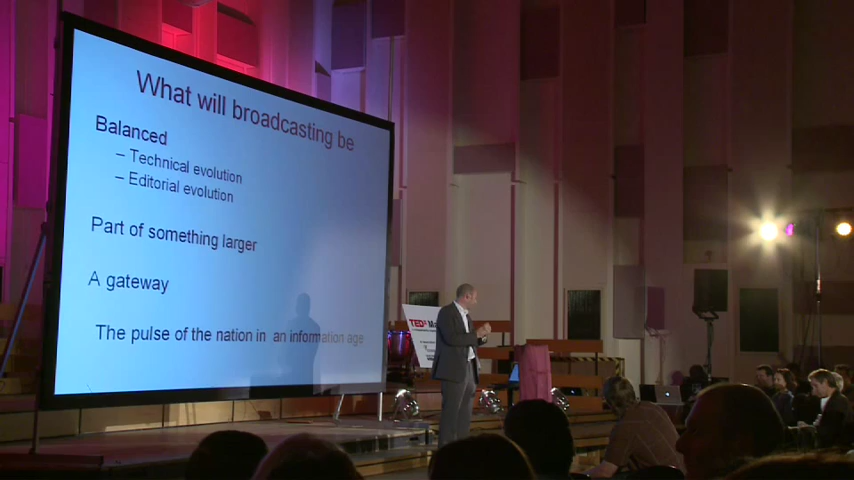 What will broadcasting be
Balanced
– Technical evolution
– Editorial evolution
Part of something larger
A gateway
The pulse of the nation in an information age
TEDx